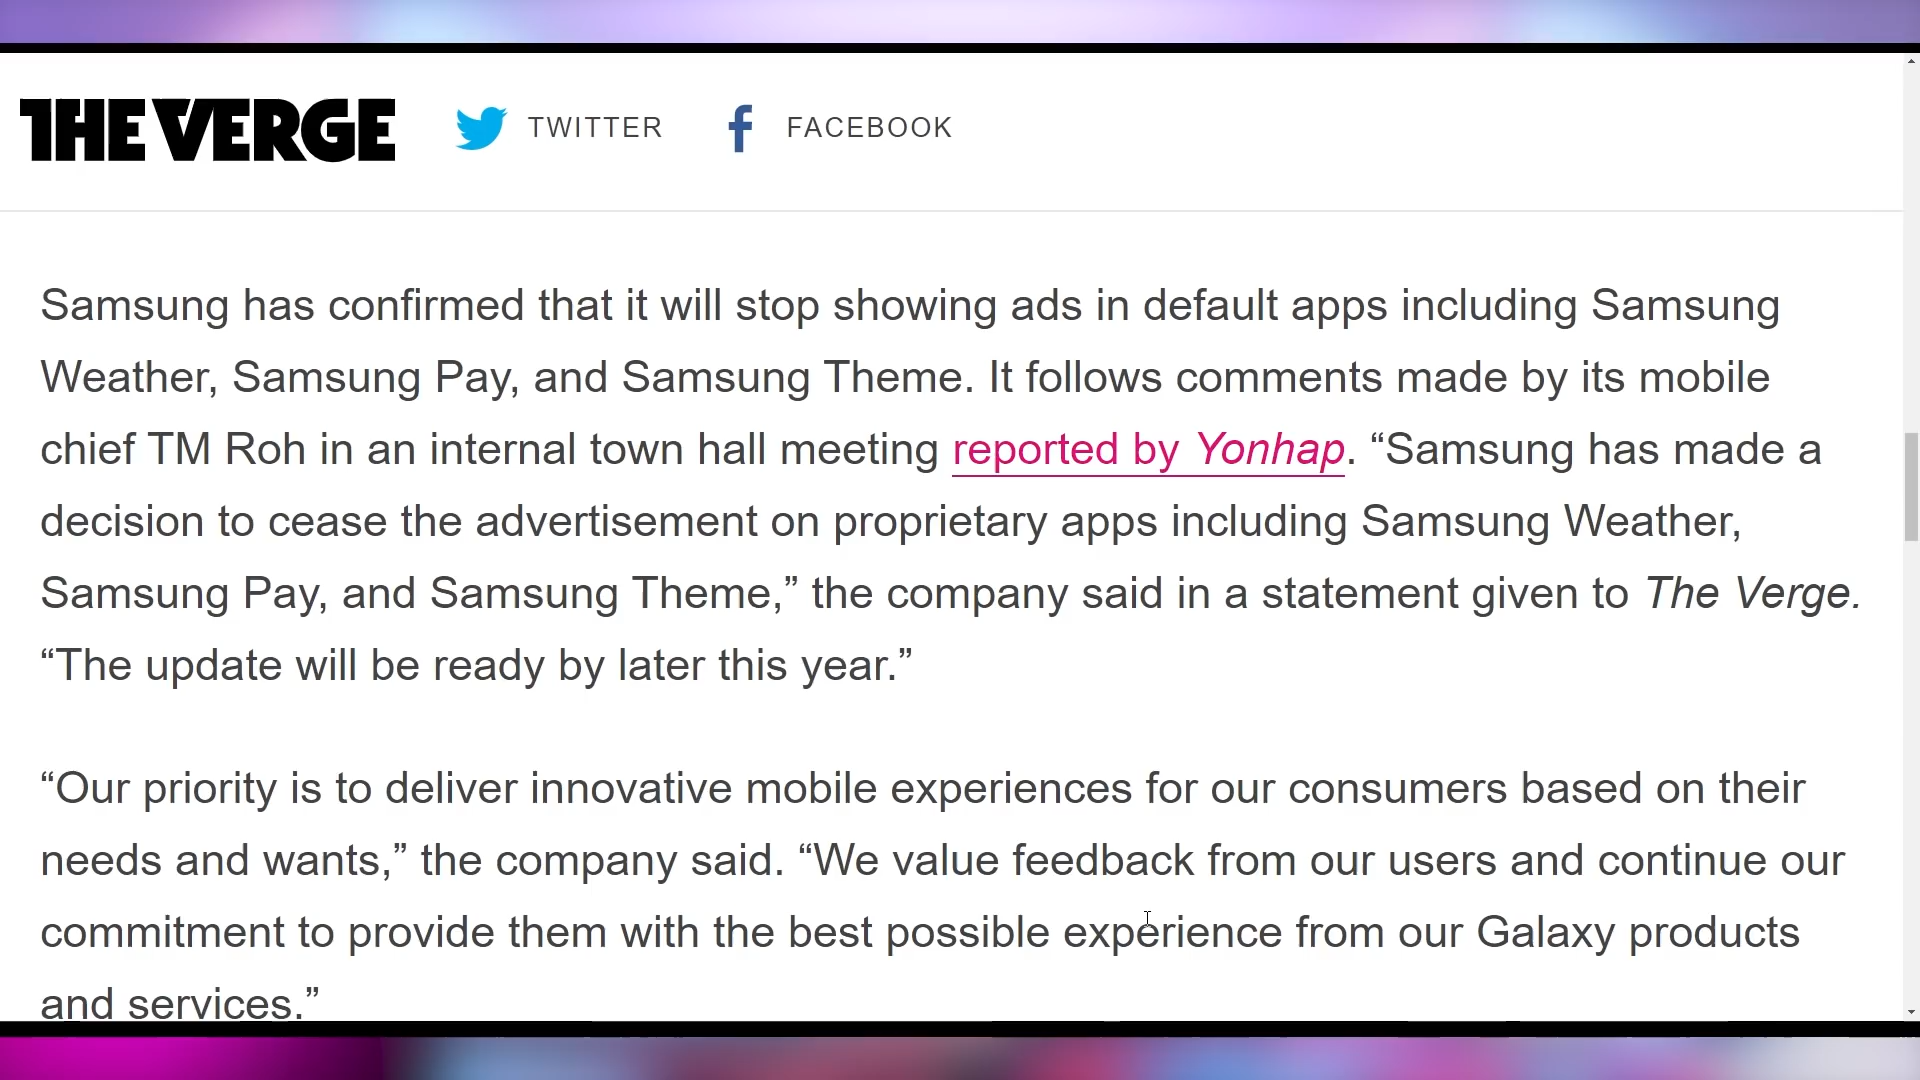 THE VERGE TWITTER FACEBOOK
Samsung has confirmed that it will stop showing ads in default apps including Samsung
Weather, Samsung Pay, and Samsung Theme. It follows comments made by its mobile
chief TM Roh in an internal town hall meeting reported by Yonhap. “Samsung has made a
decision to cease the advertisement on proprietary apps including Samsung Weather,
Samsung Pay, and Samsung Theme,” the company said in a statement given to The Verge.
“The update will be ready by later this year.”
“Our priority is to deliver innovative mobile experiences for our consumers based on their
needs and wants,” the company said. “We value feedback from our users and continue our
commitment to provide them with the best possible experience from our Galaxy products
and services.”